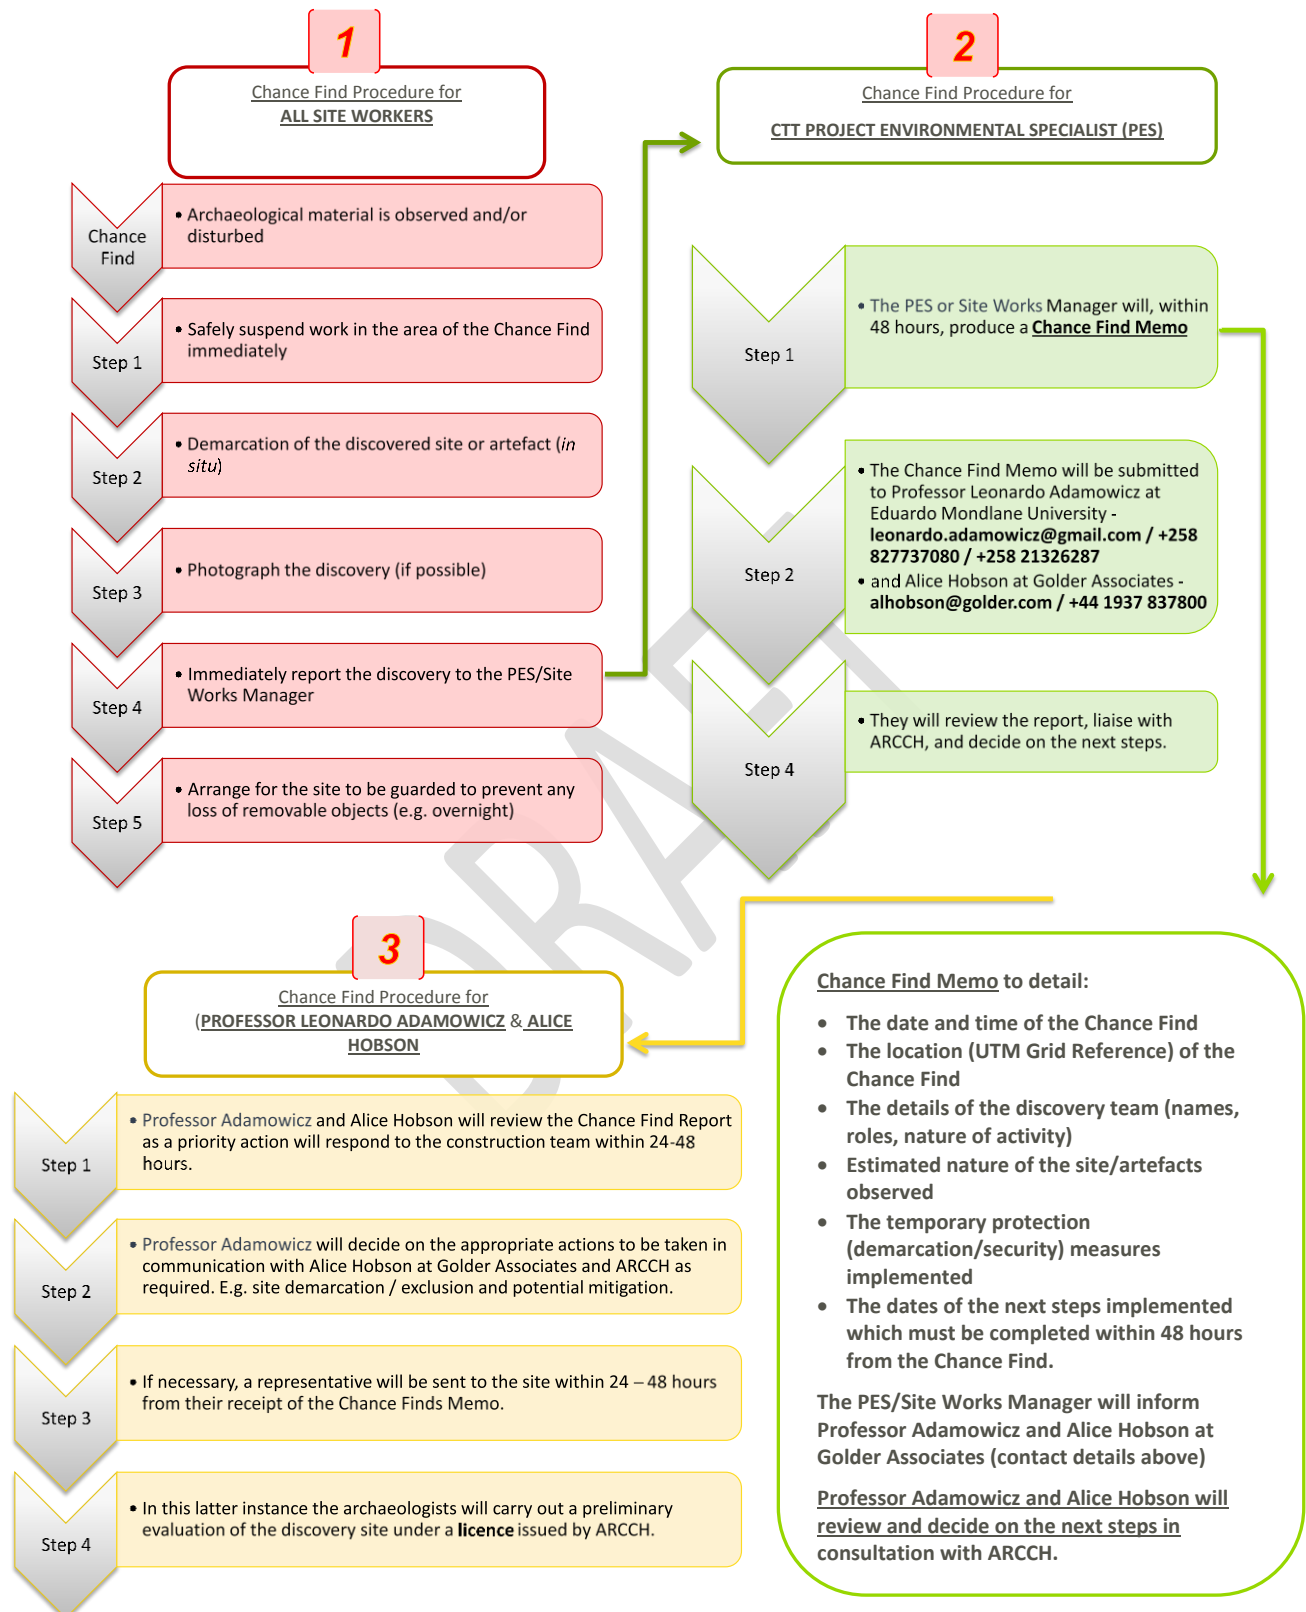 1
Chance Find Procedure for
ALL SITE WORKERS
Chance
Find
• Archaeological material is observed and/or
disturbed
Step 1
• Safely suspend work in the area of the Chance Find
immediately
Step 2
• Demarcation of the discovered site or artefact (in
situ)
Step 3
• Photograph the discovery (if possible)
Step 4
• Immediately report the discovery to the PES/Site
Works Manager
Step 5
• Arrange for the site to be guarded to prevent any
loss of removable objects (e.g. overnight)
2
Chance Find Procedure for
CTT PROJECT ENVIRONMENTAL SPECIALIST (PES)
Step 1
• The PES or Site Works Manager will, within
48 hours, produce a Chance Find Memo
Step 2
• The Chance Find Memo will be submitted
to Professor Leonardo Adamowicz at
Eduardo Mondlane University -
leonardo.adamowicz@gmail.com / +258
827737080 / +258 21326287
• and Alice Hobson at Golder Associates -
alhobson@golder.com / +44 1937 837800
Step 4
• They will review the report, liaise with
ARCCH, and decide on the next steps.
DRAFT
3
Chance Find Procedure for
(PROFESSOR LEONARDO ADAMOWICZ & ALICE
HOBSON
Step 1
• Professor Adamowicz and Alice Hobson will review the Chance Find Report
as a priority action will respond to the construction team within 24-48
hours.
Step 2
• Professor Adamowicz will decide on the appropriate actions to be taken in
communication with Alice Hobson at Golder Associates and ARCCH as
required. E.g. site demarcation / exclusion and potential mitigation.
Step 3
• If necessary, a representative will be sent to the site within 24 – 48 hours
from their receipt of the Chance Finds Memo.
Step 4
• In this latter instance the archaeologists will carry out a preliminary
evaluation of the discovery site under a licence issued by ARCCH.
Chance Find Memo to detail:
• The date and time of the Chance Find
• The location (UTM Grid Reference) of the
Chance Find
• The details of the discovery team (names,
roles, nature of activity)
• Estimated nature of the site/artefacts
observed
• The temporary protection
(demarcation/security) measures
implemented
• The dates of the next steps implemented
which must be completed within 48 hours
from the Chance Find.
The PES/Site Works Manager will inform
Professor Adamowicz and Alice Hobson at
Golder Associates (contact details above)
Professor Adamowicz and Alice Hobson will
review and decide on the next steps in
consultation with ARCCH.